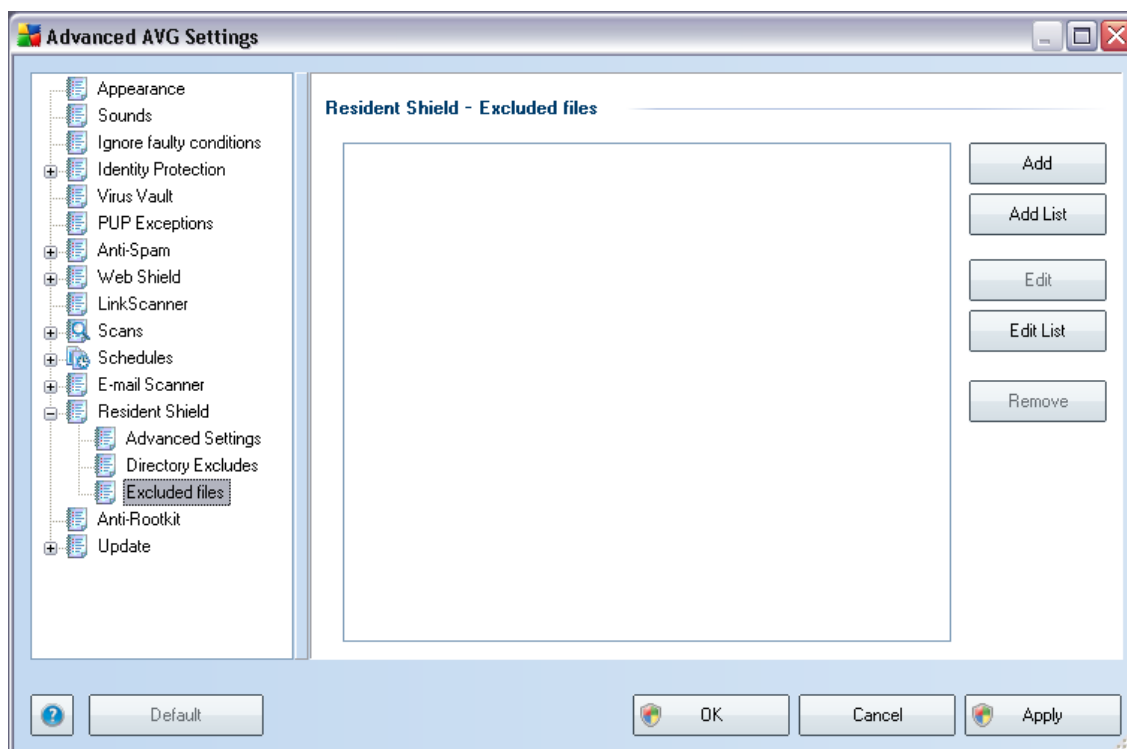 Advanced AVG Settings
Appearance
Sounds
Ignore faulty conditions
Identity Protection
Virus Vault
PUP Exceptions
Anti-Spam
Web Shield
LinkScanner
Scans
Schedules
E-mail Scanner
Resident Shield
Advanced Settings
Directory Excludes
Excluded files
Anti-Rootkit
Update
Resident Shield - Excluded files
Add
Add List
Edit
Edit List
Remove
?
Default
OK
Cancel
Apply